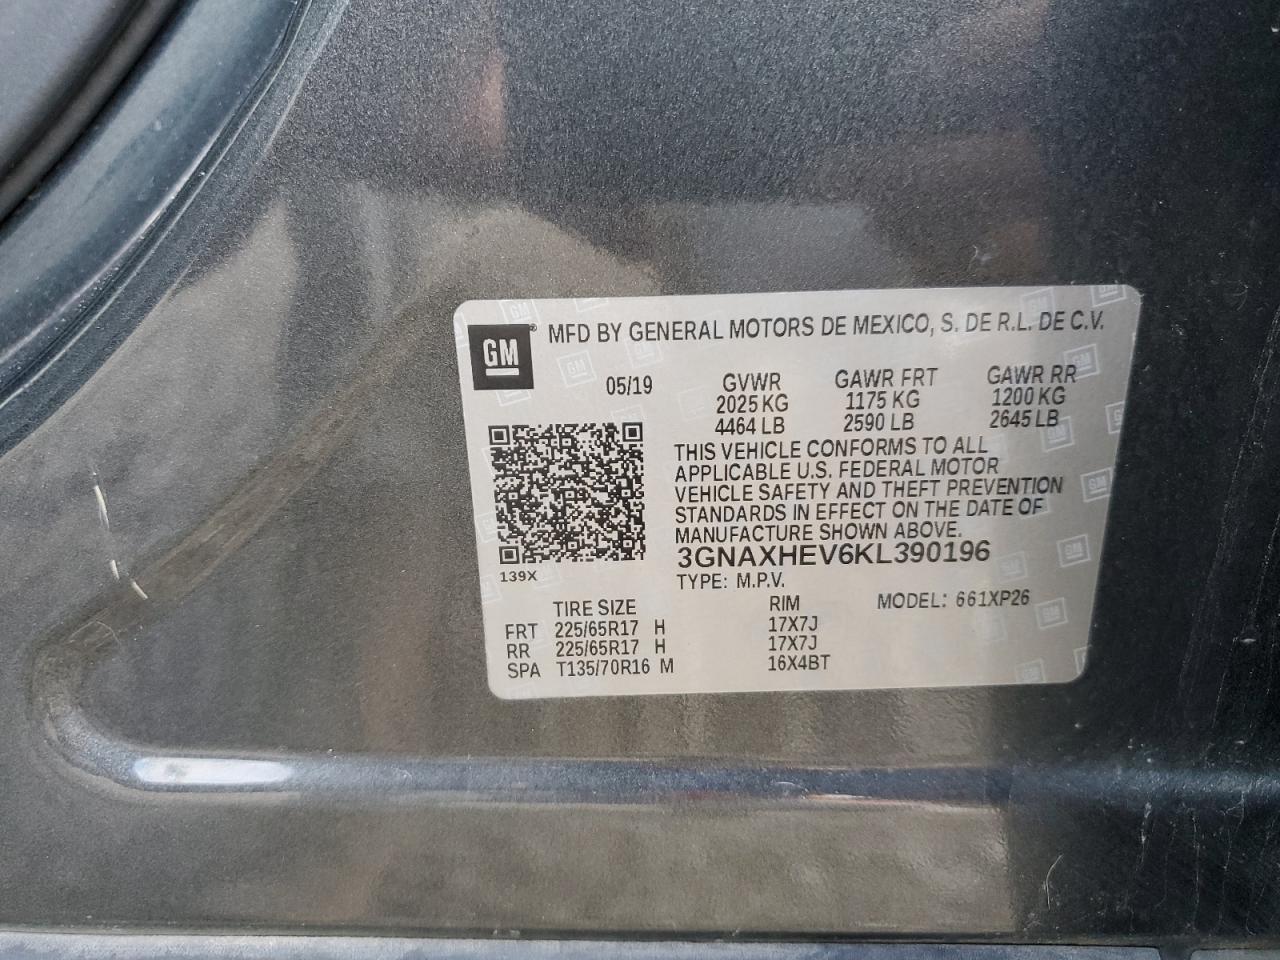 GM® MFD BY GENERAL MOTORS DE MEXICO, S. DE R.L. DE C.V.
05/19 GVWR GAWR FRT GAWR RR
2025 KG 1175 KG 1200 KG
4464 LB 2590 LB 2645 LB
THIS VEHICLE CONFORMS TO ALL
APPLICABLE U.S. FEDERAL MOTOR
VEHICLE SAFETY AND THEFT PREVENTION
STANDARDS IN EFFECT ON THE DATE OF
MANUFACTURE SHOWN ABOVE.
3GNAXHEV6KL390196
139X TYPE: M.P.V.
TIRE SIZE RIM MODEL: 661XP26
FRT 225/65R17 H 17X7J
RR 225/65R17 H 17X7J
SPA T135/70R16 M 16X4BT